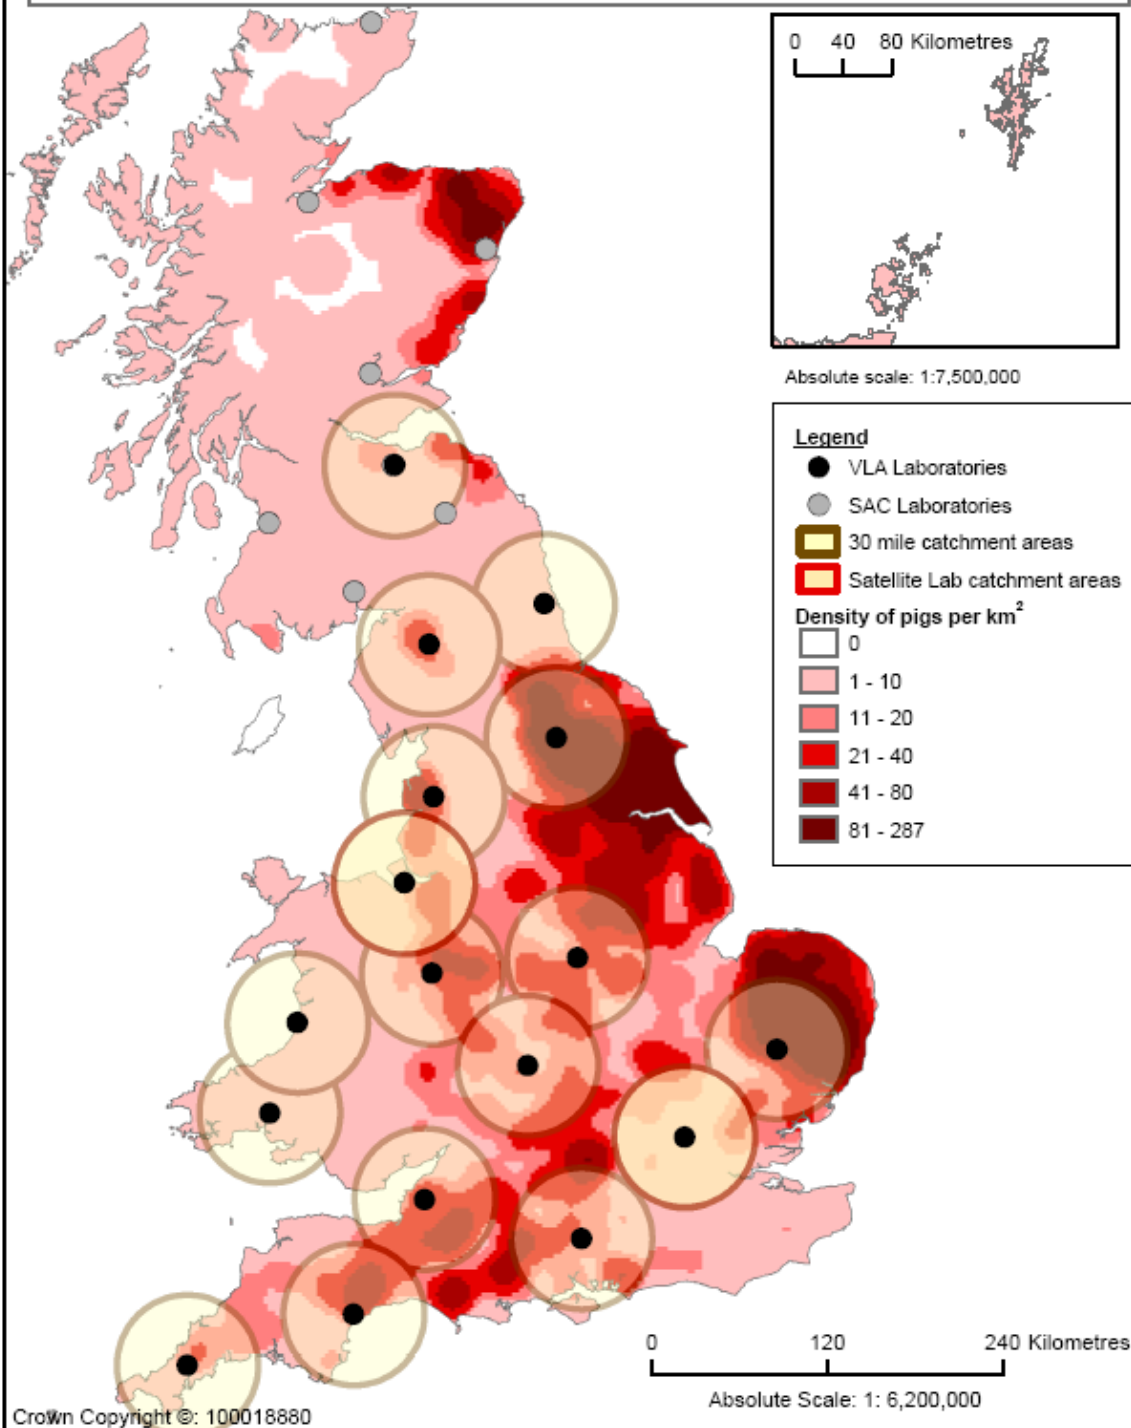 0 40 80 Kilometres
Absolute scale: 1:7,500,000
Legend
VLA Laboratories
SAC Laboratories
30 mile catchment areas
Satellite Lab catchment areas
Density of pigs per km²
0
1 - 10
11 - 20
21 - 40
41 - 80
81 - 287
0 120 240 Kilometres
Absolute Scale: 1: 6,200,000
Crown Copyright ©: 100018880